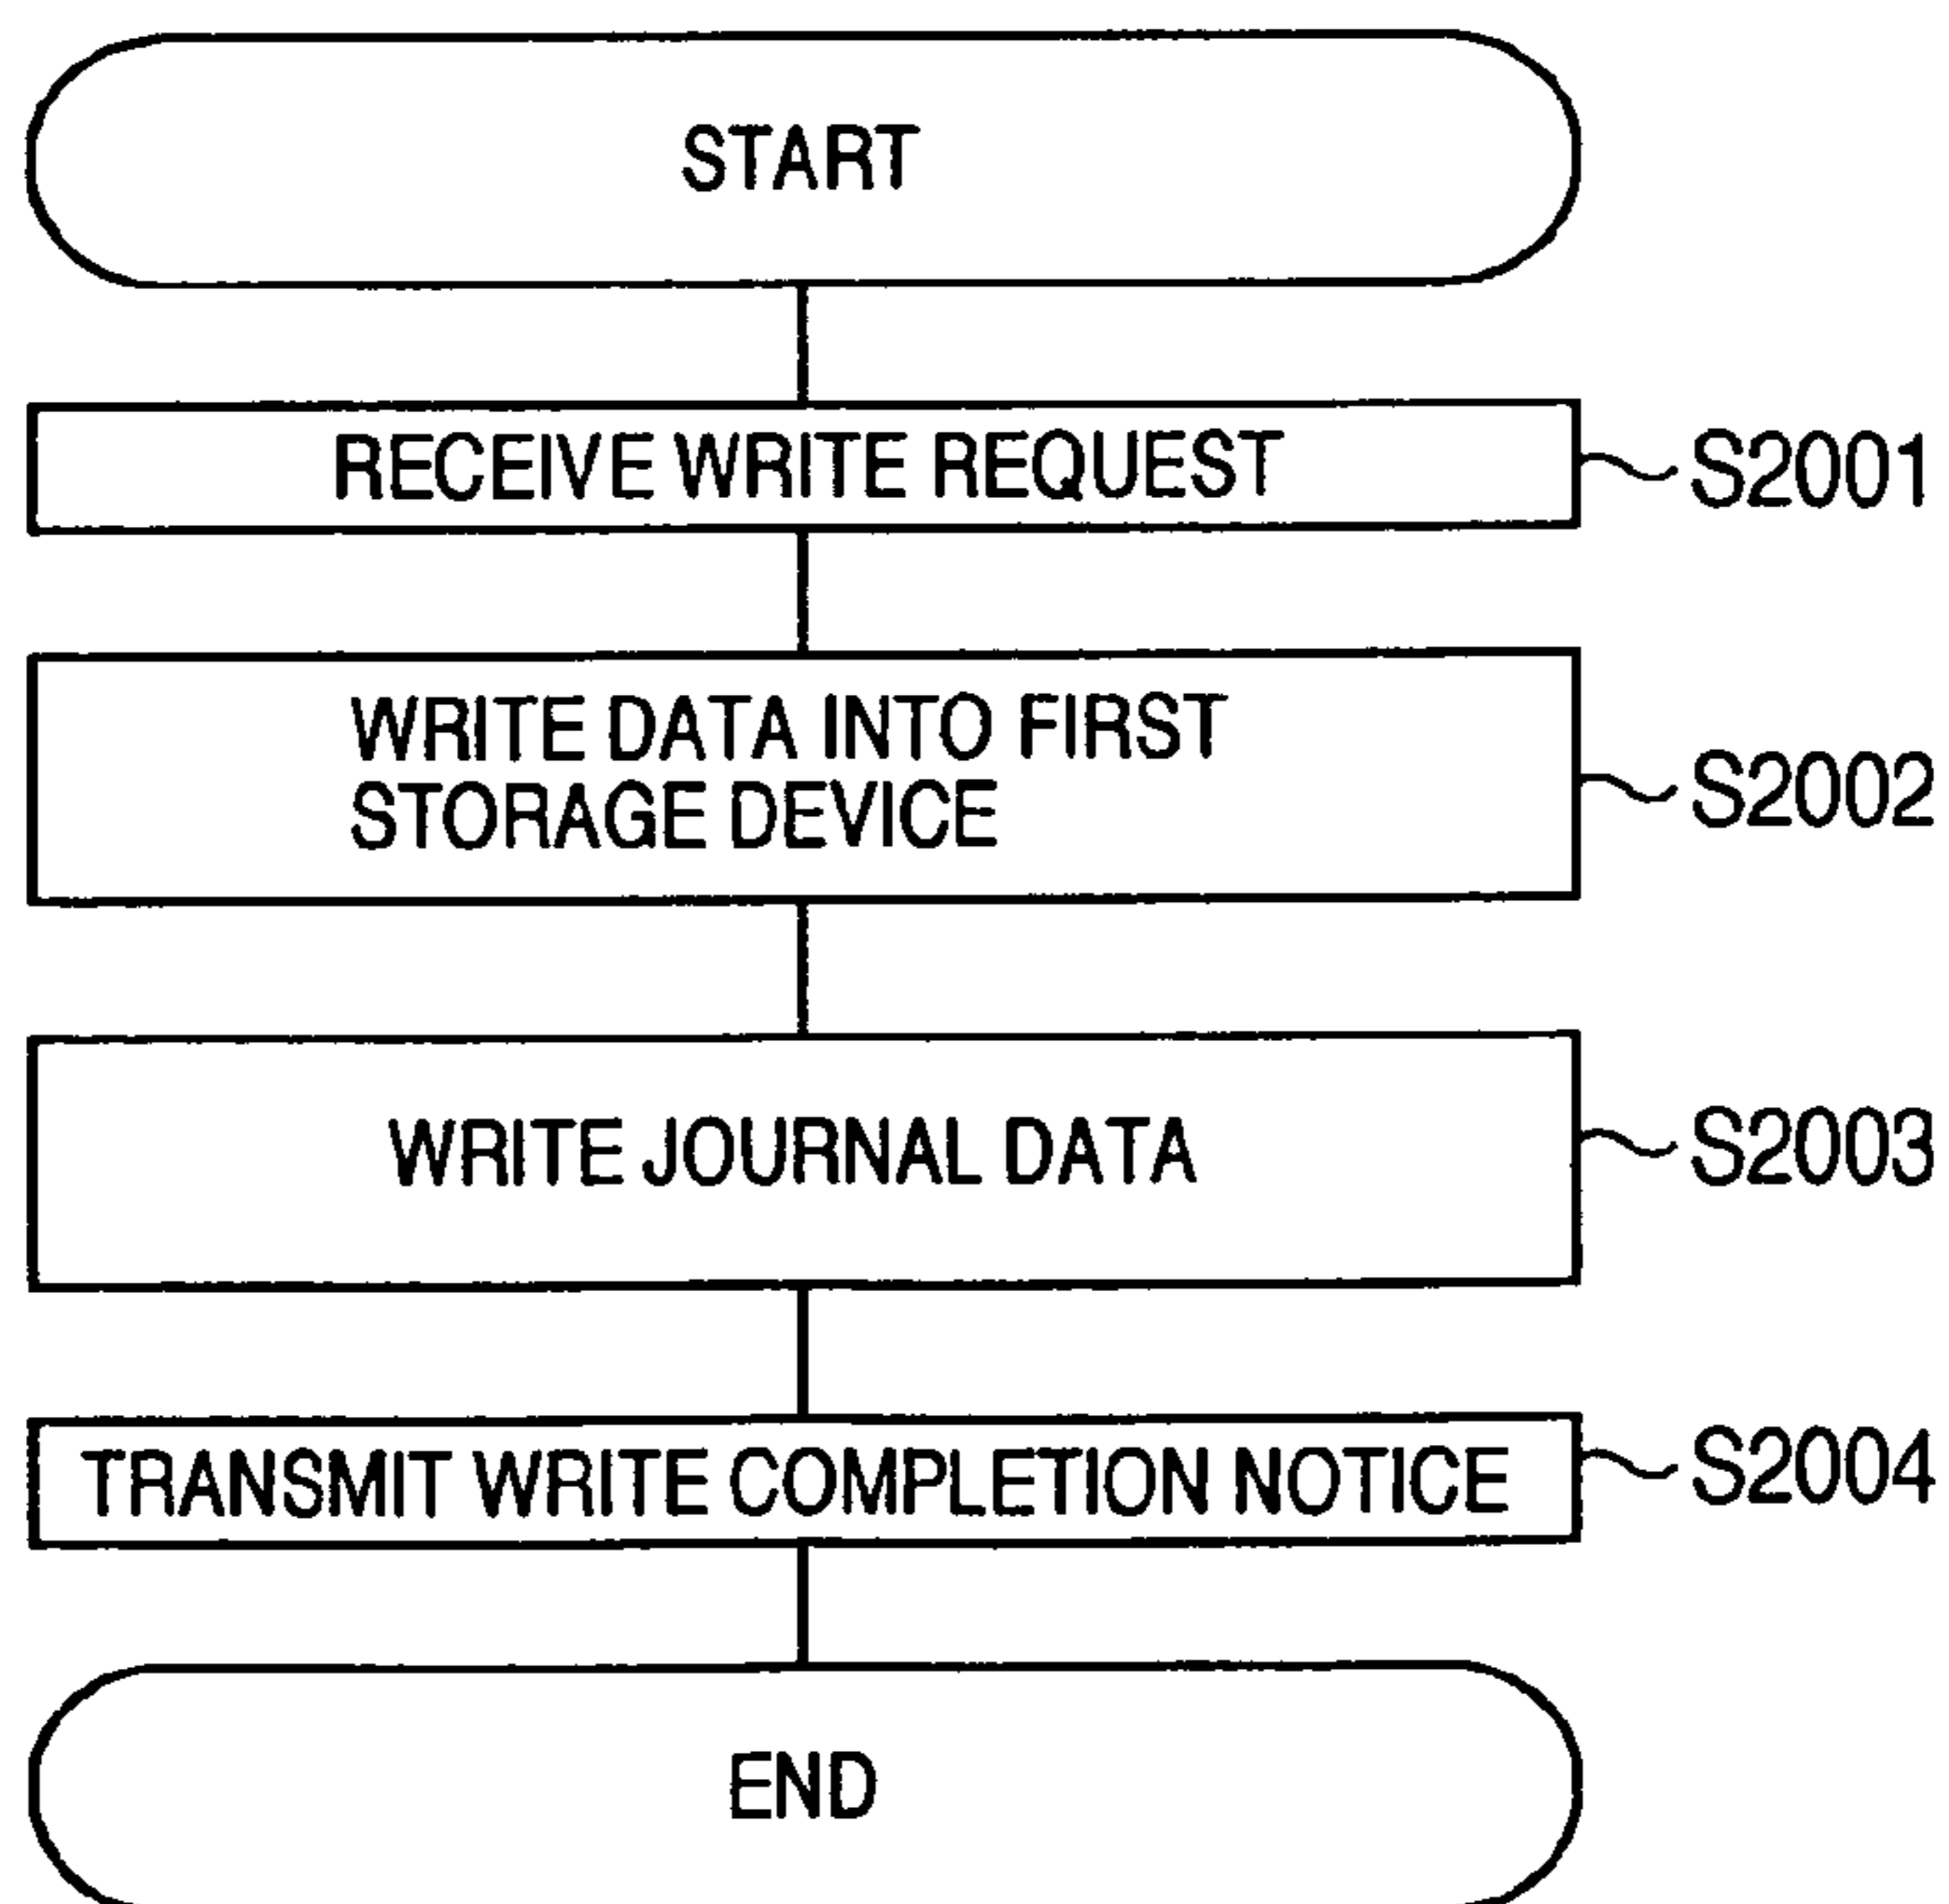 START
RECEIVE WRITE REQUEST
S2001
WRITE DATA INTO FIRST
STORAGE DEVICE
S2002
WRITE JOURNAL DATA
S2003
TRANSMIT WRITE COMPLETION NOTICE
S2004
END